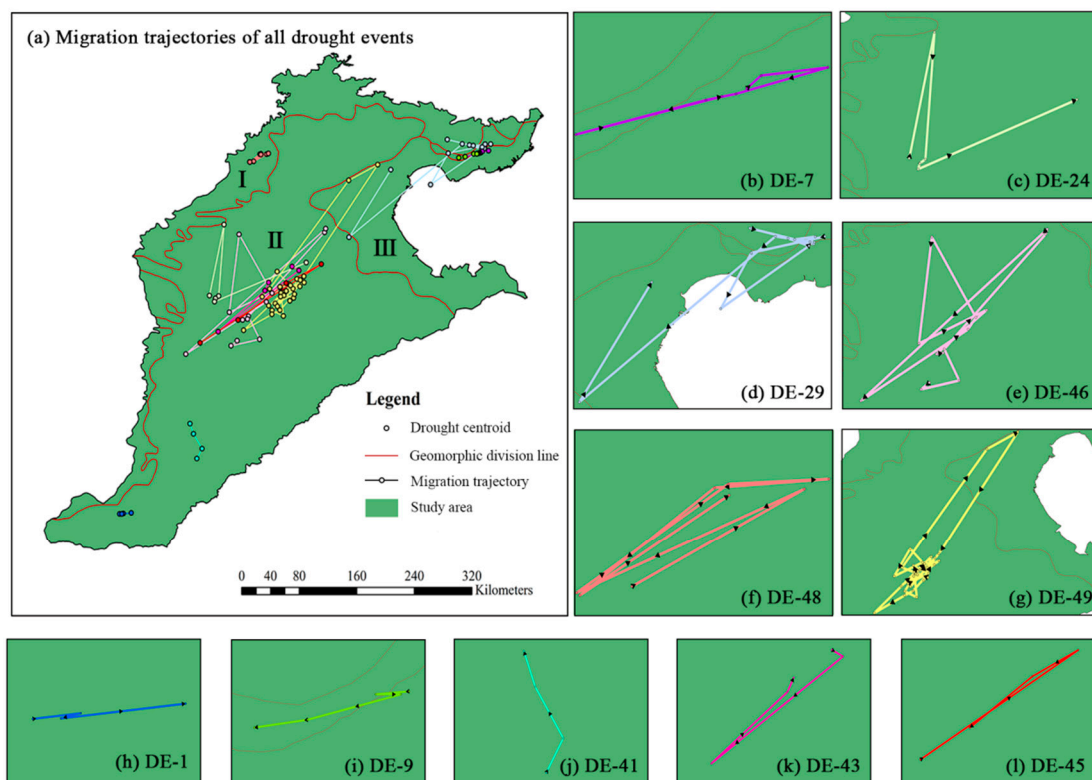 (a) Migration trajectories of all drought events
I
II
III
Legend
Drought centroid
Geomorphic division line
Migration trajectory
Study area
0 40 80 160 240 320
Kilometers
(b) DE-7
(c) DE-24
(d) DE-29
(e) DE-46
(f) DE-48
(g) DE-49
(h) DE-1
(i) DE-9
(j) DE-41
(k) DE-43
(l) DE-45